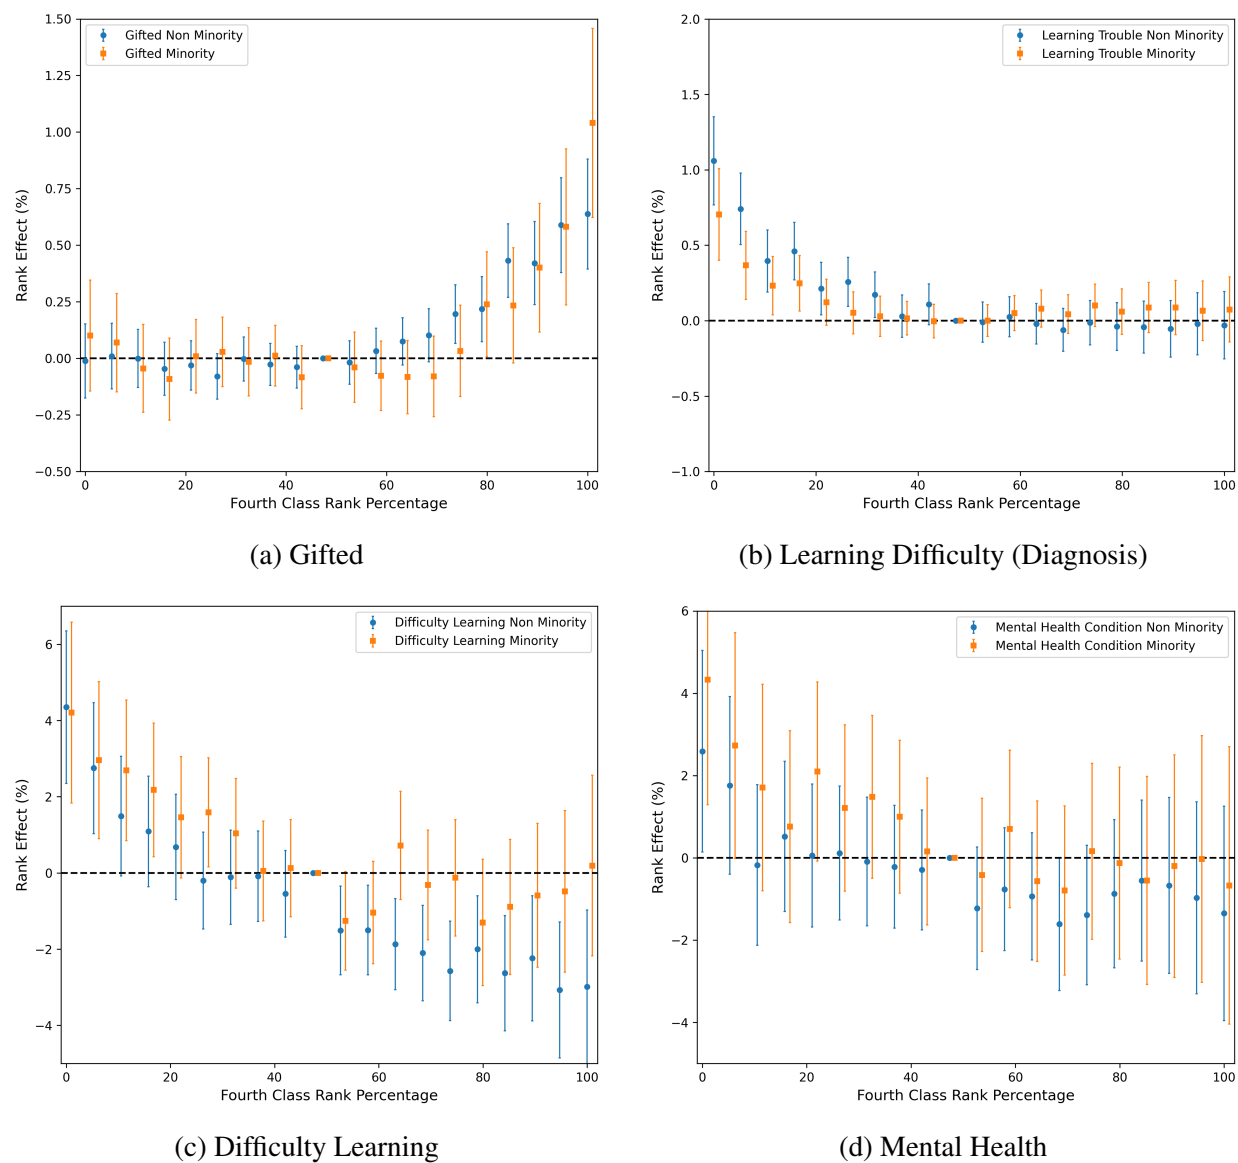 1.50
1.25
1.00
0.75
0.50
0.25
0.00
−0.25
−0.50
Rank Effect (%)
Gifted Non Minority
Gifted Minority
0 20 40 60 80 100
Fourth Class Rank Percentage
(a) Gifted
2.0
1.5
1.0
0.5
0.0
−0.5
−1.0
Rank Effect (%)
Learning Trouble Non Minority
Learning Trouble Minority
0 20 40 60 80 100
Fourth Class Rank Percentage
(b) Learning Difficulty (Diagnosis)
6
4
2
0
−2
−4
Rank Effect (%)
Difficulty Learning Non Minority
Difficulty Learning Minority
0 20 40 60 80 100
Fourth Class Rank Percentage
(c) Difficulty Learning
6
4
2
0
−2
−4
Rank Effect (%)
Mental Health Condition Non Minority
Mental Health Condition Minority
0 20 40 60 80 100
Fourth Class Rank Percentage
(d) Mental Health